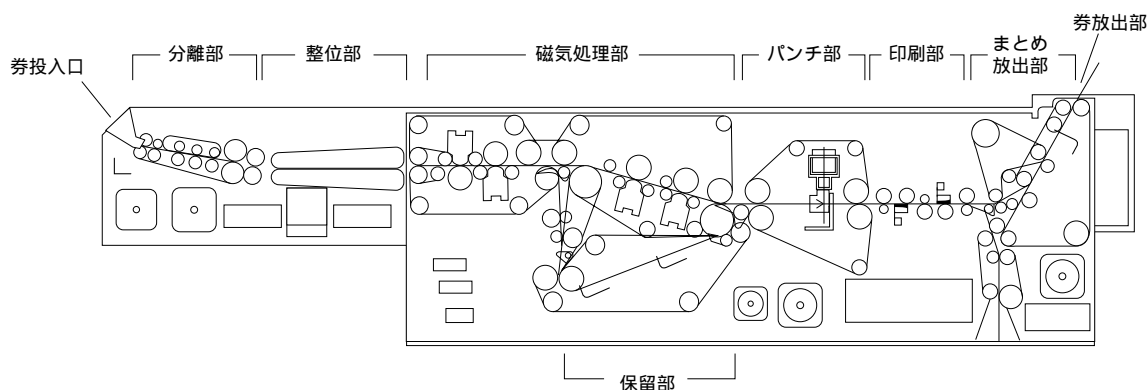 券投入口
分離部
整位部
磁気処理部
パンチ部
印刷部
まとめ
放出部
券放出部
保留部